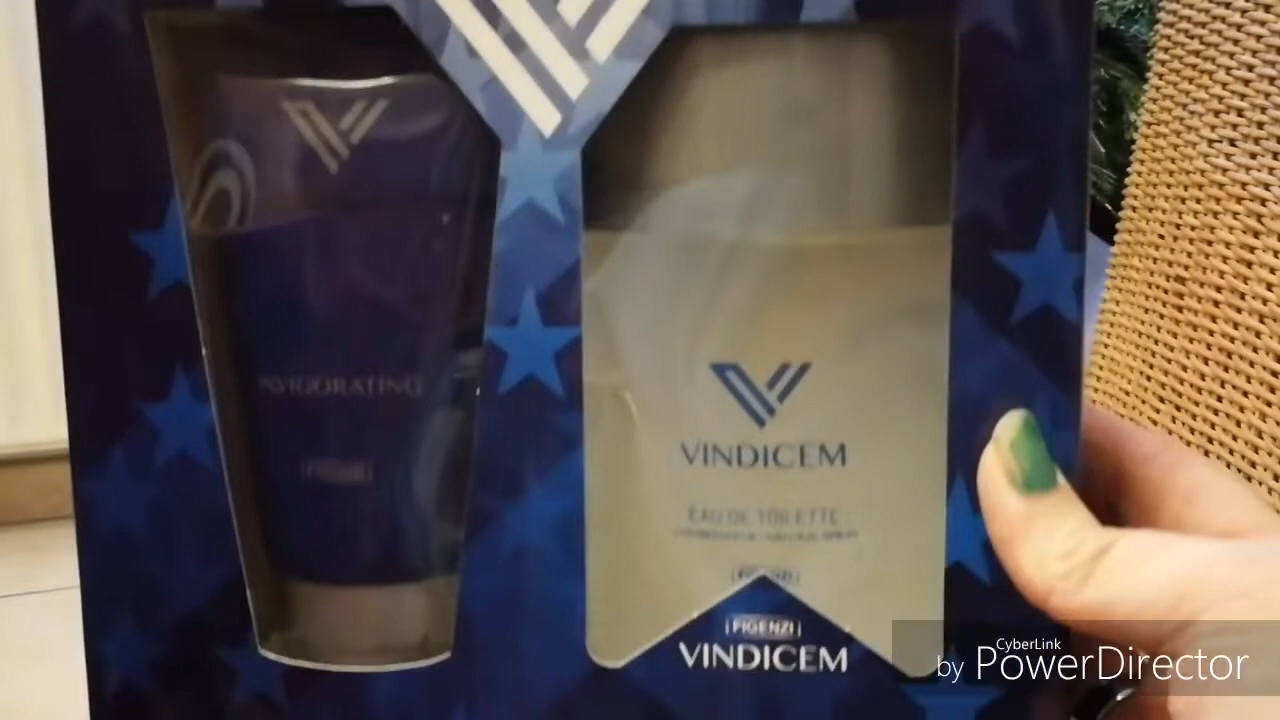 INVIGORATING
VINDICEM
EAU DE TOILETTE
FIGENZI
VINDICEM
CyberLink
by PowerDirector